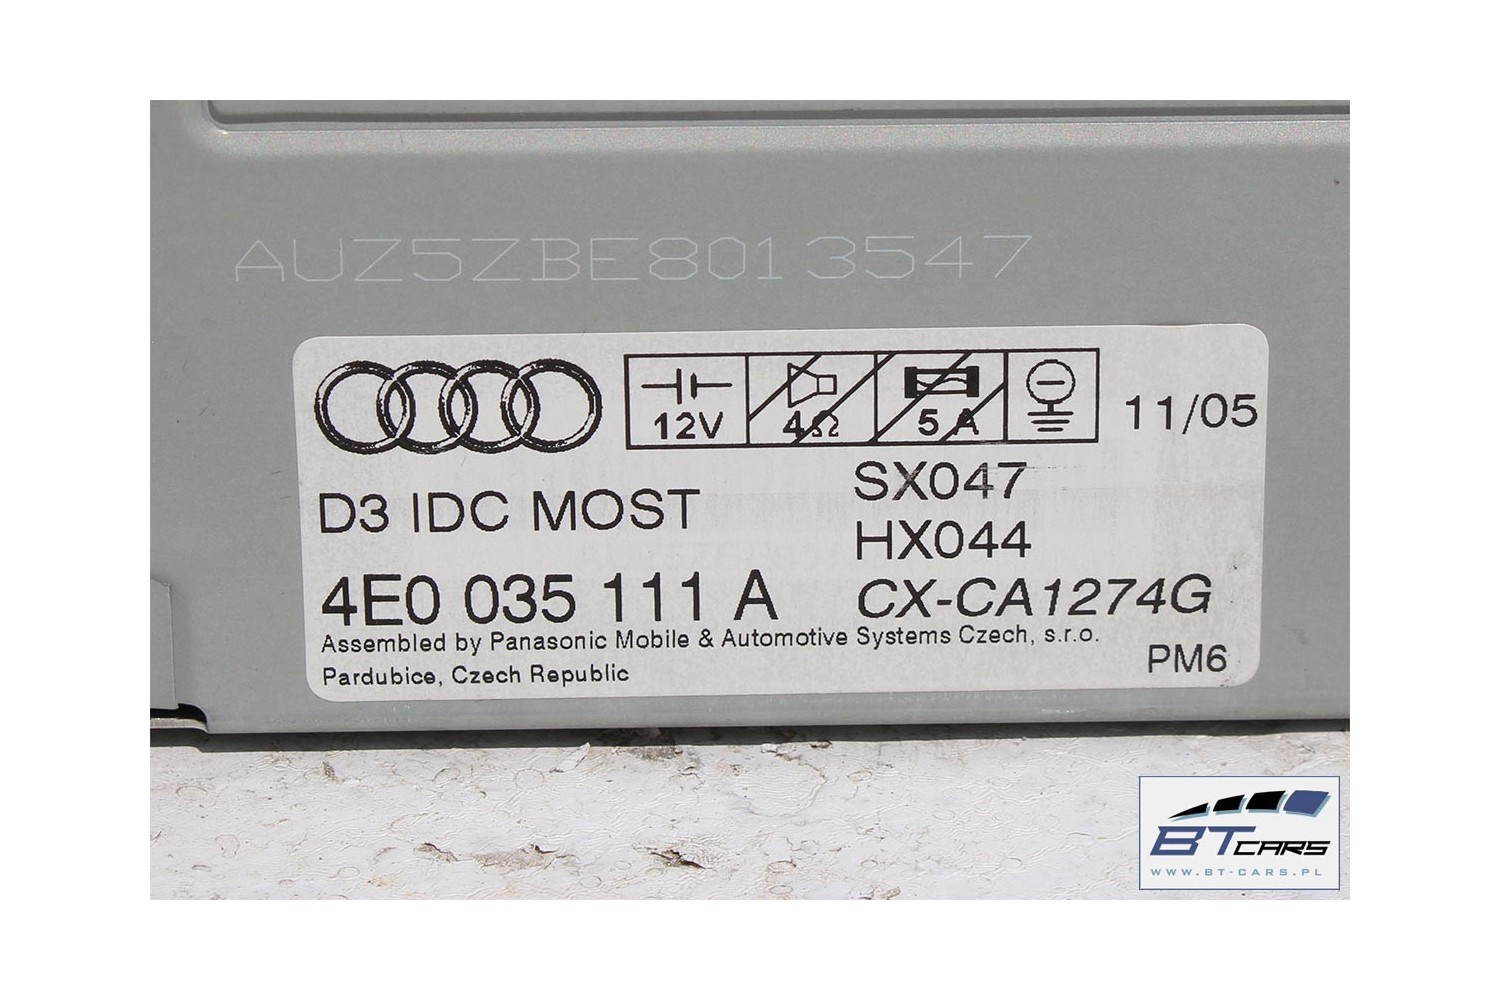 AUZ5ZBE8013547
12V 4Ω 5A 11/05
SX047
D3 IDC MOST
HX044
4E0 035 111 A CX-CA1274G
Assembled by Panasonic Mobile & Automotive Systems Czech, s.r.o.
Pardubice, Czech Republic
PM6
BT CARS
WWW.BT-CARS.PL